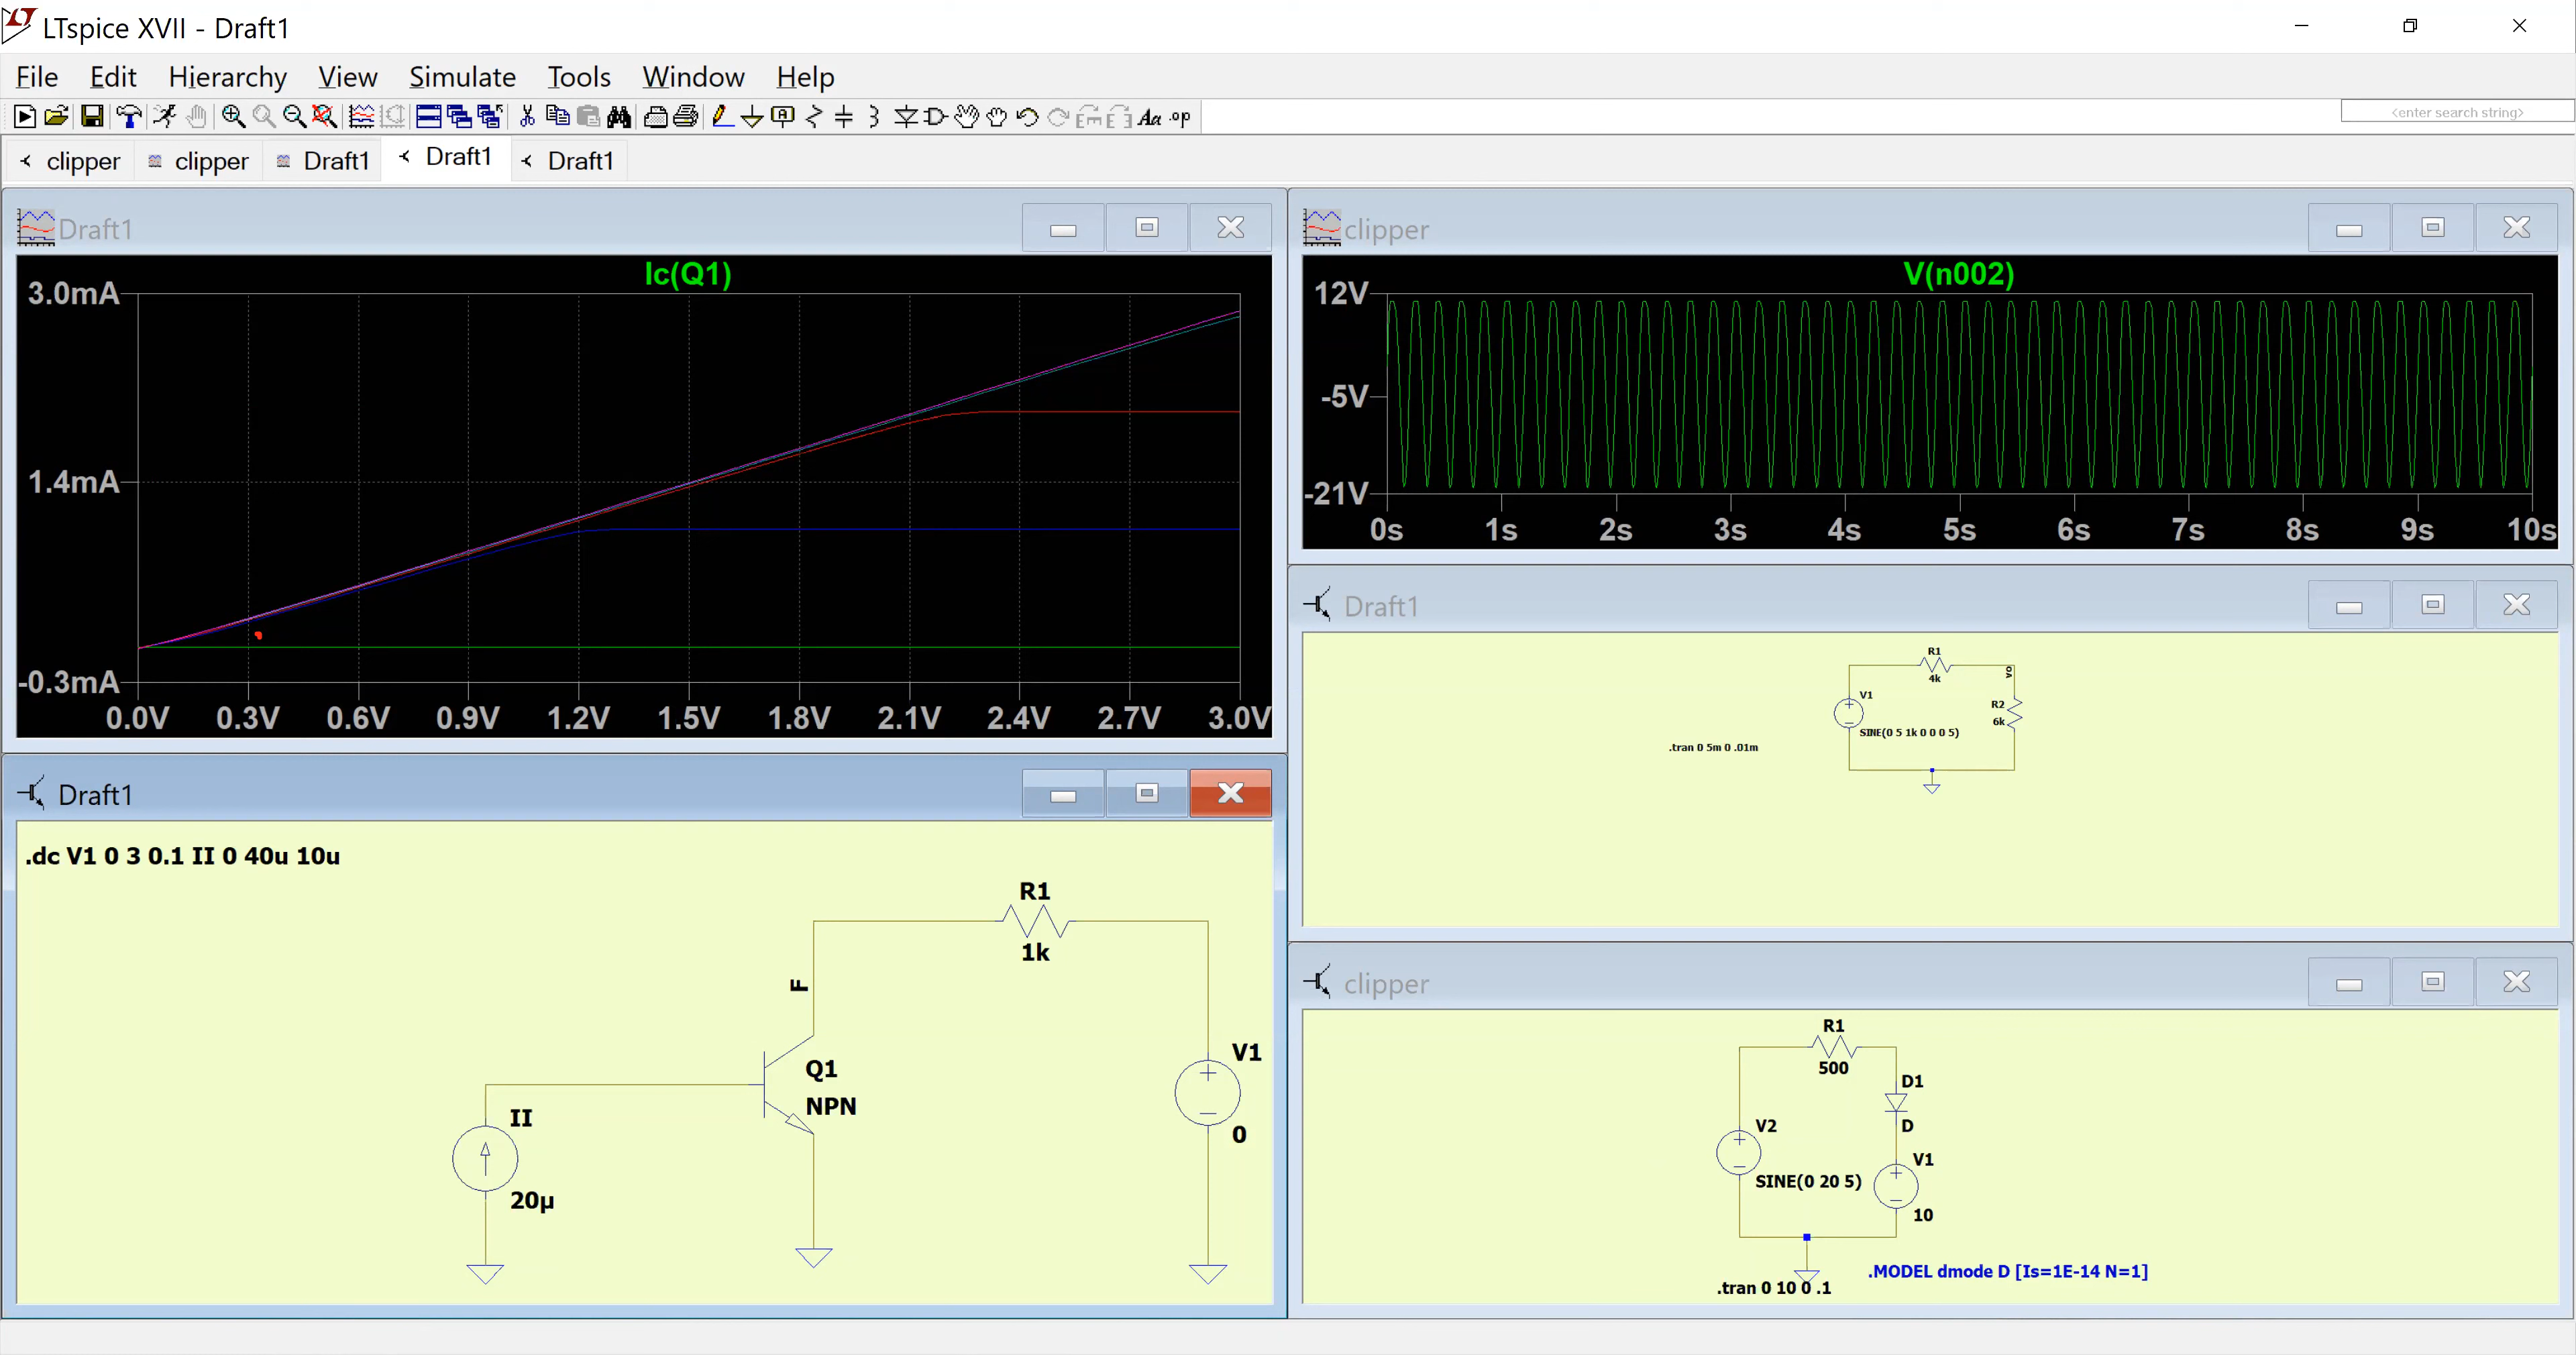 LTspice XVII - Draft1
File Edit Hierarchy View Simulate Tools Window Help
Aa .op
<enter search string>
clipper clipper Draft1 Draft1 Draft1
Draft1
Ic(Q1)
3.0mA
1.4mA
-0.3mA
0.0V 0.3V 0.6V 0.9V 1.2V 1.5V 1.8V 2.1V 2.4V 2.7V 3.0V
clipper
V(n002)
12V
-5V
-21V
0s 1s 2s 3s 4s 5s 6s 7s 8s 9s 10s
Draft1
R1
4k
vo
V1
R2
6k
SINE(0 5 1k 0 0 0 5)
.tran 0 5m 0 .01m
Draft1
.dc V1 0 3 0.1 II 0 40u 10u
R1
1k
F
V1
0
Q1
NPN
II
20µ
clipper
R1
500
D1
D
V2
V1
SINE(0 20 5)
10
.MODEL dmode D [Is=1E-14 N=1]
.tran 0 10 0 .1